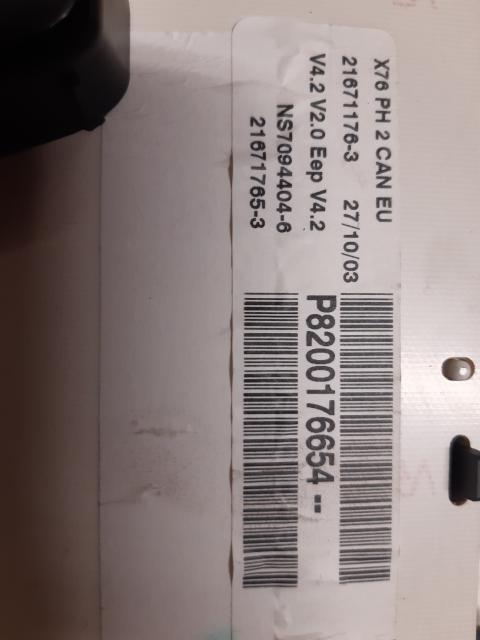 X76 PH 2 CAN EU
21671176-3 27/10/03
V4.2 V2.0 Eep V4.2
NS7094404-6
21671765-3
P8200176654--